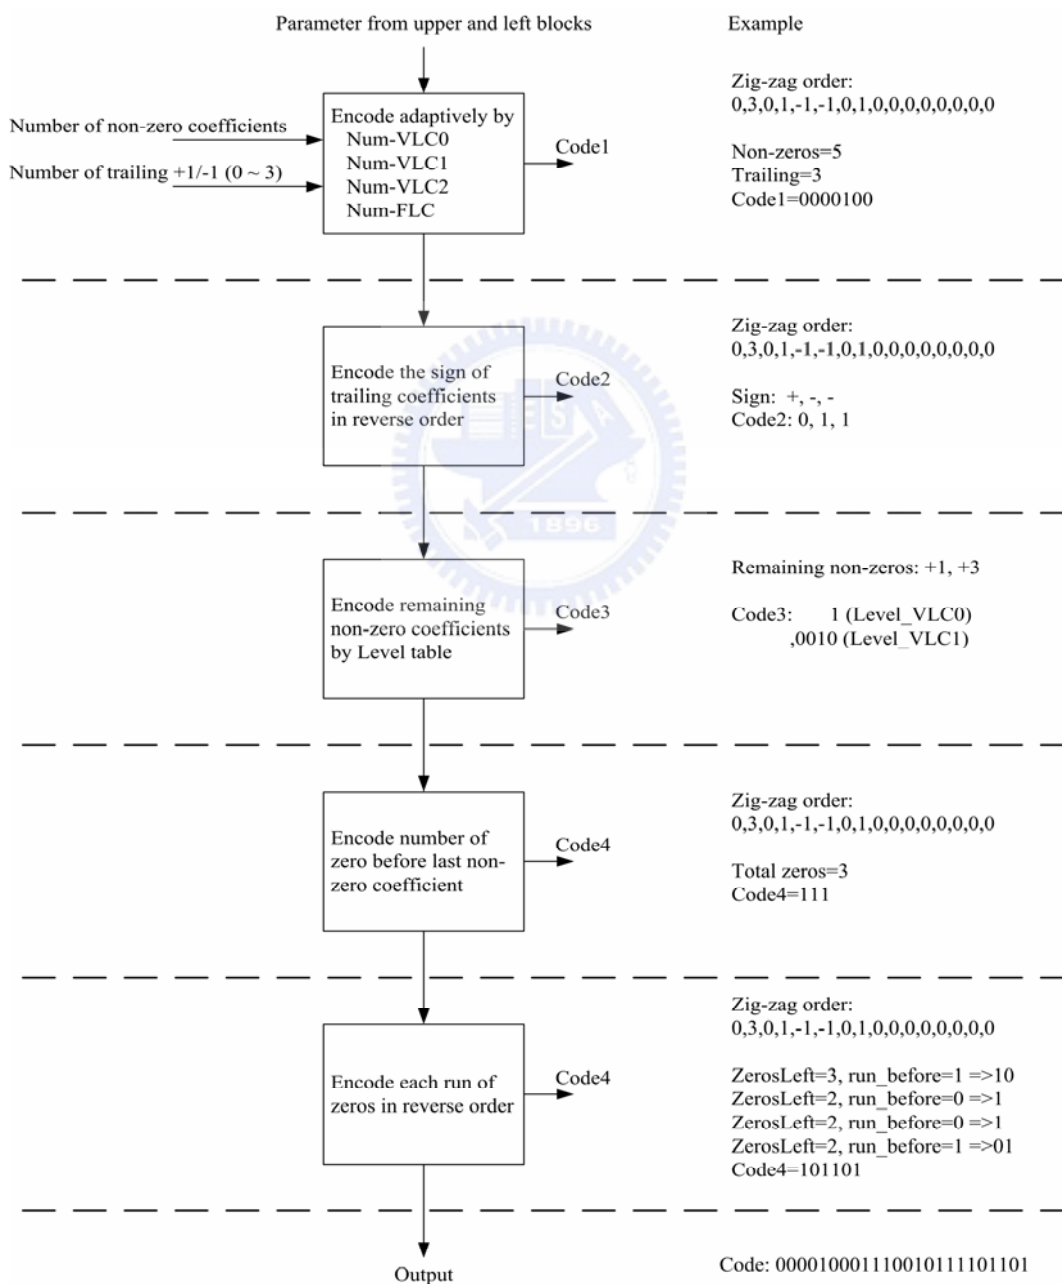 Parameter from upper and left blocks
Example
Number of non-zero coefficients
Number of trailing +1/-1 (0 ~ 3)
Encode adaptively by
Num-VLC0
Num-VLC1
Num-VLC2
Num-FLC
Code1
Zig-zag order:
0,3,0,1,-1,-1,0,1,0,0,0,0,0,0,0,0
Non-zeros=5
Trailing=3
Code1=0000100
Encode the sign of
trailing coefficients
in reverse order
Code2
Zig-zag order:
0,3,0,1,-1,-1,0,1,0,0,0,0,0,0,0,0
Sign: +, -, -
Code2: 0, 1, 1
ESA
1896
Encode remaining
non-zero coefficients
by Level table
Code3
Remaining non-zeros: +1, +3
Code3: 1 (Level_VLC0)
,0010 (Level_VLC1)
Encode number of
zero before last non-
zero coefficient
Code4
Zig-zag order:
0,3,0,1,-1,-1,0,1,0,0,0,0,0,0,0,0
Total zeros=3
Code4=111
Encode each run of
zeros in reverse order
Code4
Zig-zag order:
0,3,0,1,-1,-1,0,1,0,0,0,0,0,0,0,0
ZerosLeft=3, run_before=1 =>10
ZerosLeft=2, run_before=0 =>1
ZerosLeft=2, run_before=0 =>1
ZerosLeft=2, run_before=1 =>01
Code4=101101
Output
Code: 000010001110010111101101